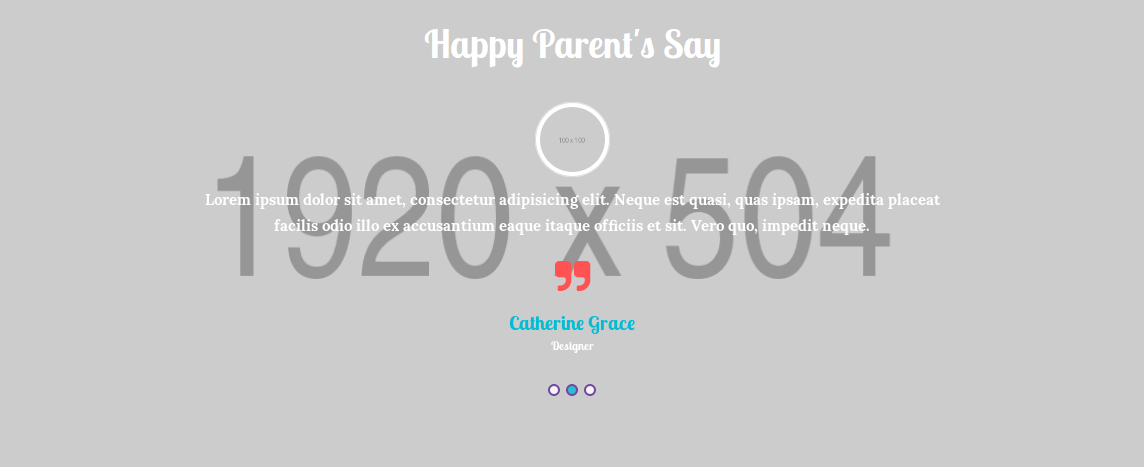 Happy Parent's Say
100 x 100
1920 x 504
Lorem ipsum dolor sit amet, consectetur adipisicing elit. Neque est quasi, quas ipsam, expedita placeat
facilis odio illo ex accusantium eaque itaque officiis et sit. Vero quo, impedit neque.
Catherine Grace
Designer